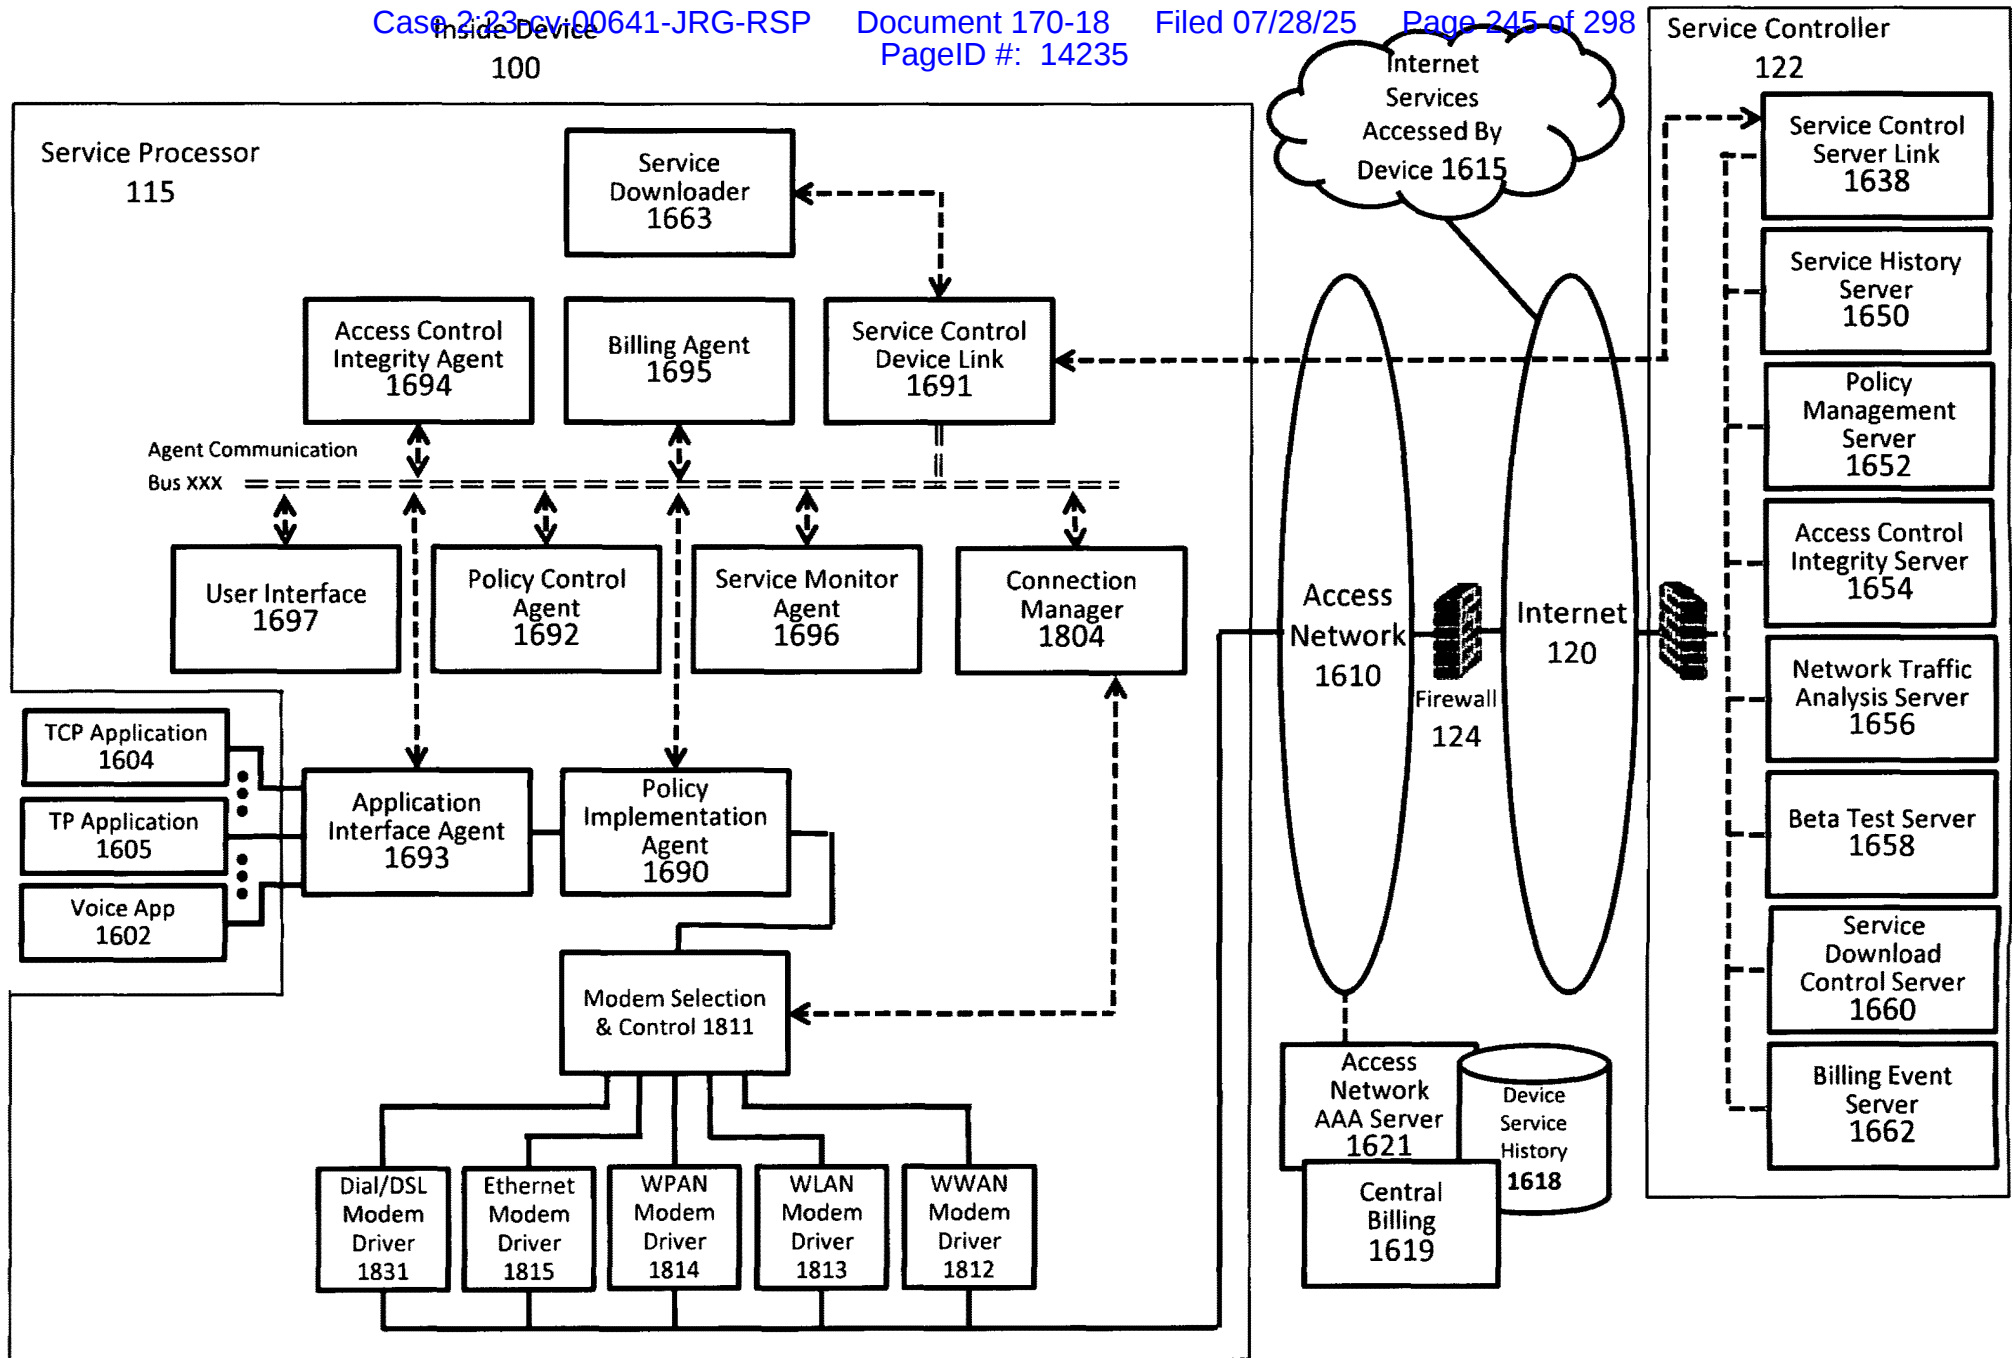 Case 2:23-cv-00641-JRG-RSP Document 170-18 Filed 07/28/25 Page 245 of 298
PageID #: 14235
Inside Device
100
Service Processor
115
Service
Downloader
1663
Access Control
Integrity Agent
1694
Billing Agent
1695
Service Control
Device Link
1691
Agent Communication
Bus XXX
User Interface
1697
Policy Control
Agent
1692
Service Monitor
Agent
1696
Connection
Manager
1804
TCP Application
1604
TP Application
1605
Voice App
1602
Application
Interface Agent
1693
Policy
Implementation
Agent
1690
Modem Selection
& Control 1811
Dial/DSL
Modem
Driver
1831
Ethernet
Modem
Driver
1815
WPAN
Modem
Driver
1814
WLAN
Modem
Driver
1813
WWAN
Modem
Driver
1812
Internet
Services
Accessed By
Device 1615
Access
Network
1610
Firewall
124
Internet
120
Access
Network
AAA Server
1621
Device
Service
History
1618
Central
Billing
1619
Service Controller
122
Service Control
Server Link
1638
Service History
Server
1650
Policy
Management
Server
1652
Access Control
Integrity Server
1654
Network Traffic
Analysis Server
1656
Beta Test Server
1658
Service
Download
Control Server
1660
Billing Event
Server
1662